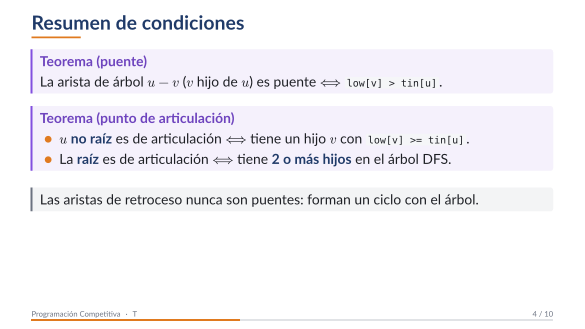 Resumen de condiciones
Teorema (puente)
La arista de árbol u − v (v hijo de u) es puente ⟺ low[v] > tin[u].
Teorema (punto de articulación)
u no raíz es de articulación ⟺ tiene un hijo v con low[v] >= tin[u].
La raíz es de articulación ⟺ tiene 2 o más hijos en el árbol DFS.
Las aristas de retroceso nunca son puentes: forman un ciclo con el árbol.
Programación Competitiva · T
4 / 10